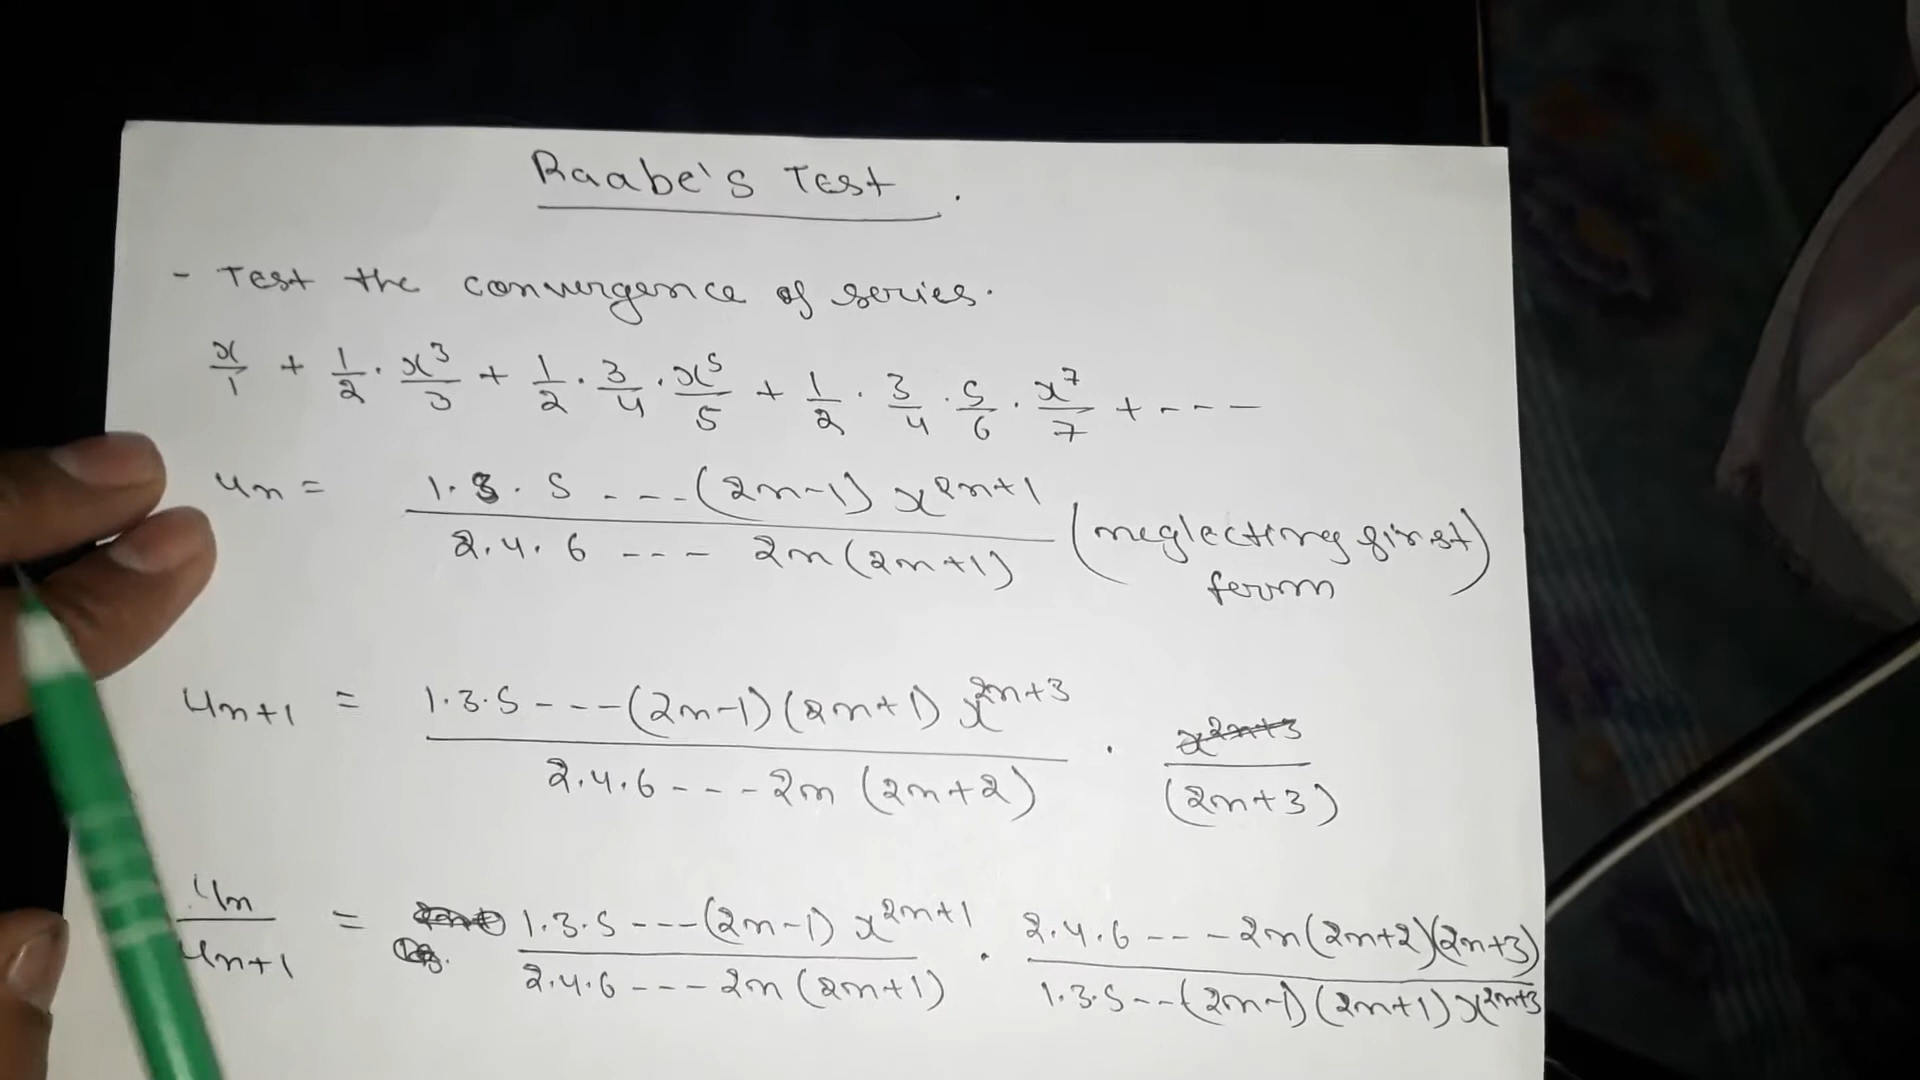 Raabe's Test.
- Test the convergence of series.
x/1 + 1/2 · x^3/3 + 1/2 · 3/4 · x^5/5 + 1/2 · 3/4 · 5/6 · x^7/7 + ---
un = 1·3·5 ---(2n-1) x^2n+1 / 2·4·6 --- 2n(2n+1) (neglecting first term)
un+1 = 1·3·5---(2n-1)(2n+1) x^2n+3 / 2·4·6---2n (2n+2) · x^2n+3 / (2n+3)
un/un+1 = 1·3·5---(2n-1) x^2n+1 / 2·4·6---2n(2n+1) · 2·4·6---2n(2n+2)(2n+3) / 1·3·5--(2n-1)(2n+1) x^2n+3